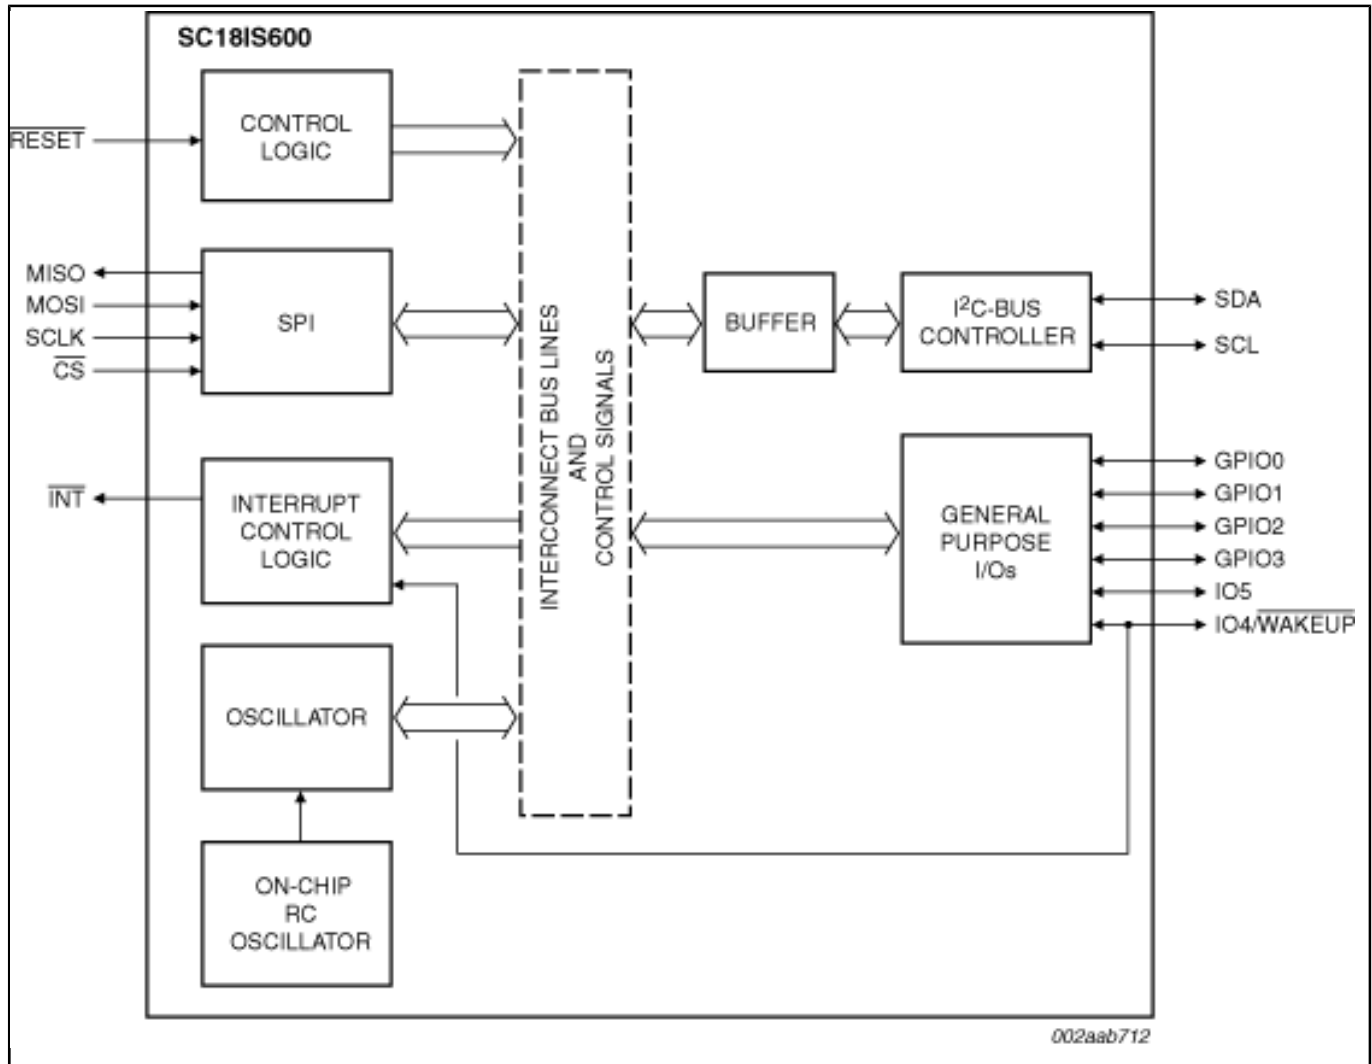 SC18IS600
CONTROL
LOGIC
RESET
MISO
MOSI
SCLK
CS
SPI
INT
INTERRUPT
CONTROL
LOGIC
OSCILLATOR
ON-CHIP
RC
OSCILLATOR
INTERCONNECT BUS LINES
AND
CONTROL SIGNALS
BUFFER
I²C-BUS
CONTROLLER
SDA
SCL
GENERAL
PURPOSE
I/Os
GPIO0
GPIO1
GPIO2
GPIO3
IO5
IO4/WAKEUP
002aab712